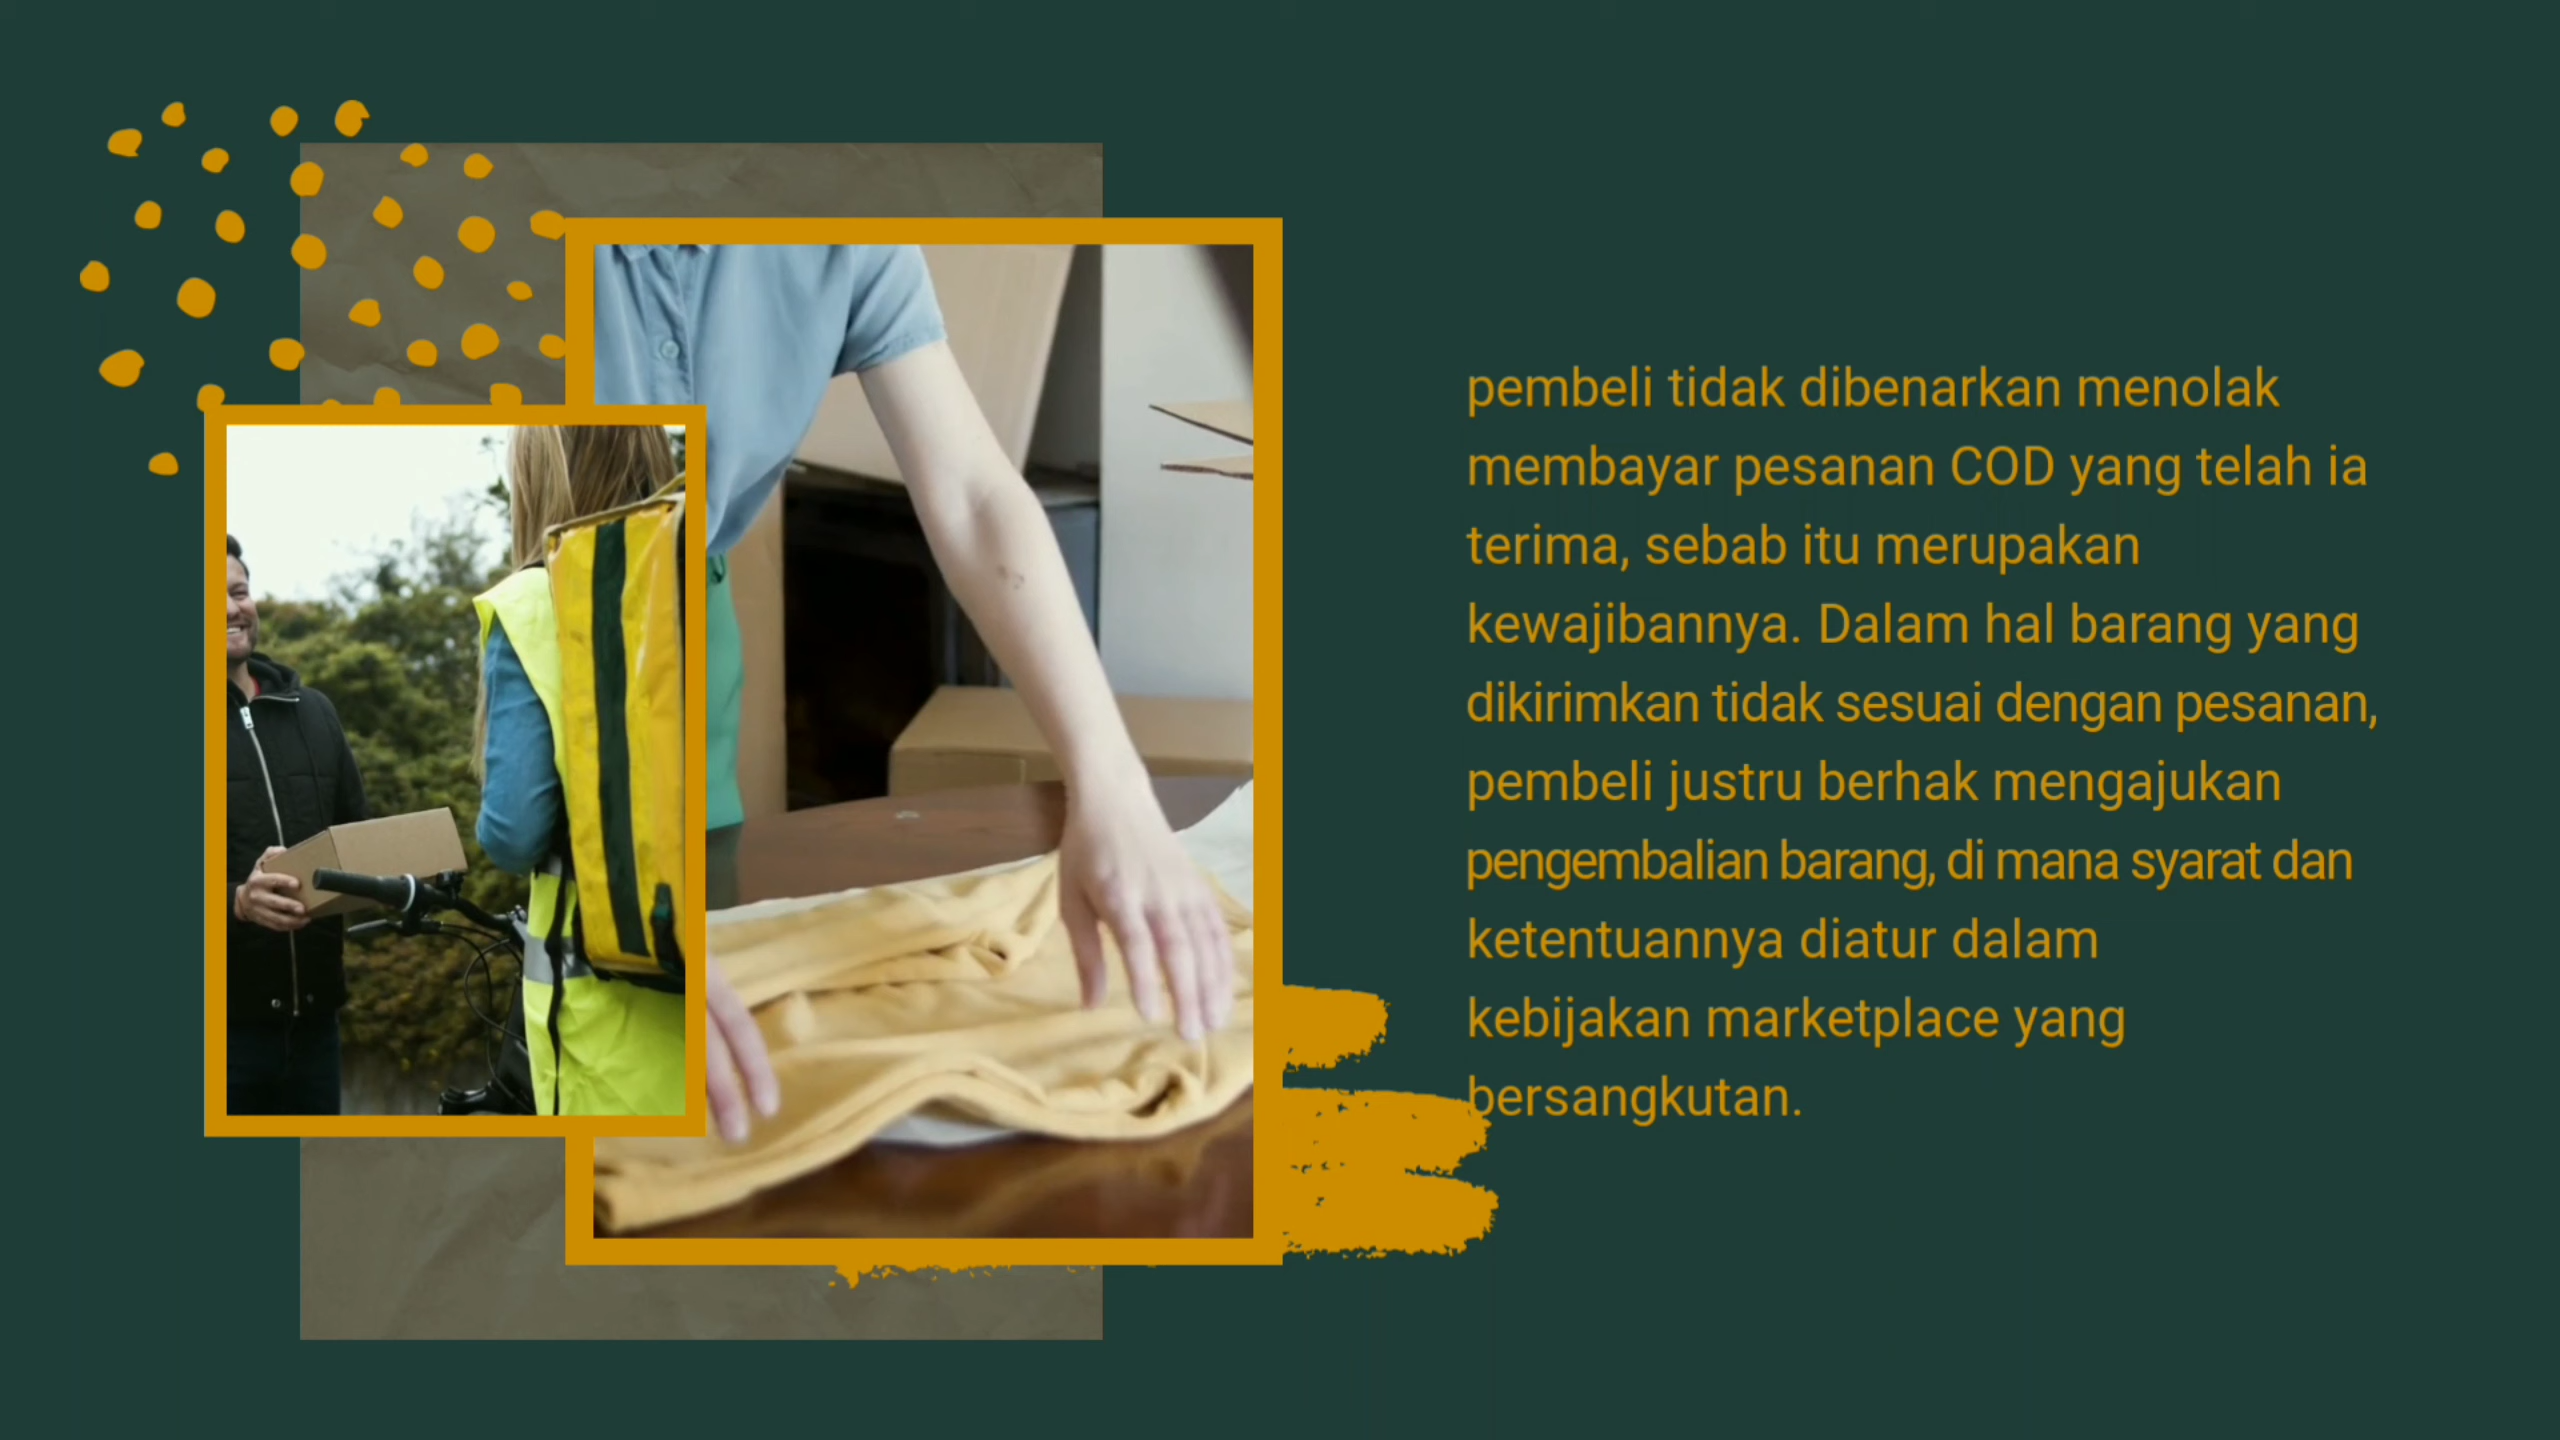 pembeli tidak dibenarkan menolak
membayar pesanan COD yang telah ia
terima, sebab itu merupakan
kewajibannya. Dalam hal barang yang
dikirimkan tidak sesuai dengan pesanan,
pembeli justru berhak mengajukan
pengembalian barang, di mana syarat dan
ketentuannya diatur dalam
kebijakan marketplace yang
bersangkutan.